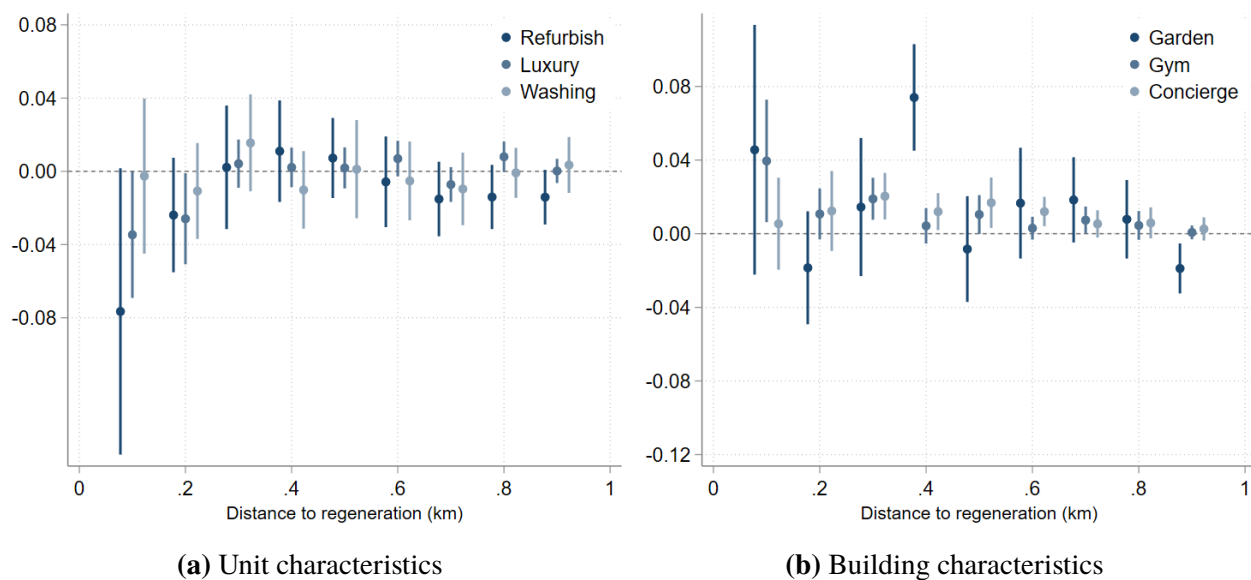 0.08
0.04
0.00
-0.04
-0.08
Refurbish
Luxury
Washing
0 .2 .4 .6 .8 1
Distance to regeneration (km)
(a) Unit characteristics
0.08
0.04
0.00
-0.04
-0.08
-0.12
Garden
Gym
Concierge
0 .2 .4 .6 .8 1
Distance to regeneration (km)
(b) Building characteristics